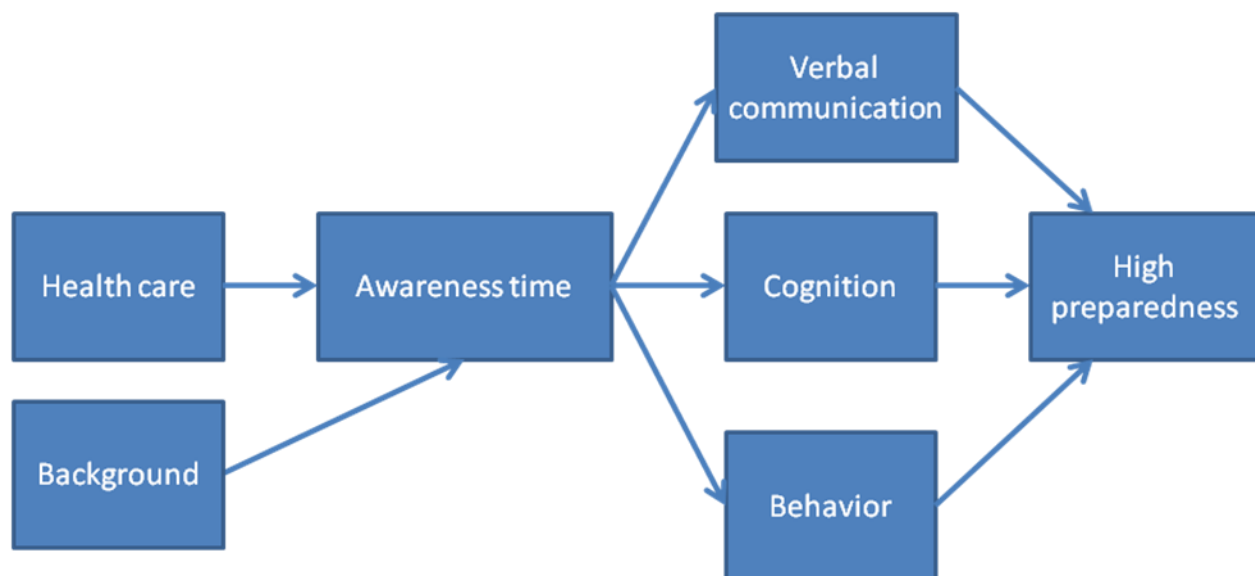 Verbal
communication
Health care
Awareness time
Cognition
High
preparedness
Background
Behavior